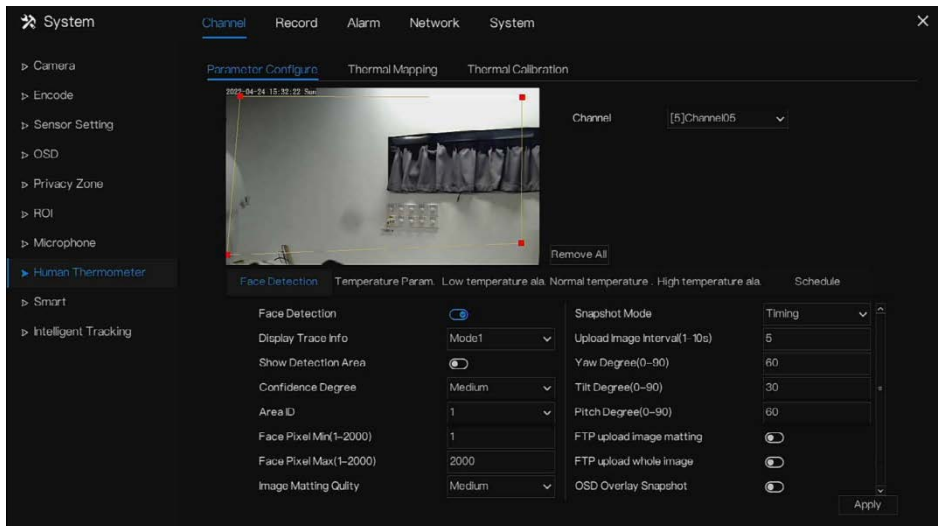 System
Channel Record Alarm Network System
Camera
Encode
Sensor Setting
OSD
Privacy Zone
ROI
Microphone
Human Thermometer
Smart
Intelligent Tracking
Parameter Configure Thermal Mapping Thermal Calibration
2022-04-24 15:32:22 Sun
Channel [5]Channel05
Remove All
Face Detection Temperature Param. Low temperature ala. Normal temperature . High temperature ala. Schedule
Face Detection Snapshot Mode Timing
Display Trace Info Mode1 Upload Image Interval(1-10s) 5
Show Detection Area Yaw Degree(0-90) 60
Confidence Degree Medium Tilt Degree(0-90) 30
Area ID 1 Pitch Degree(0-90) 60
Face Pixel Min(1-2000) 1 FTP upload image matting
Face Pixel Max(1-2000) 2000 FTP upload whole image
Image Matting Qulity Medium OSD Overlay Snapshot
Apply